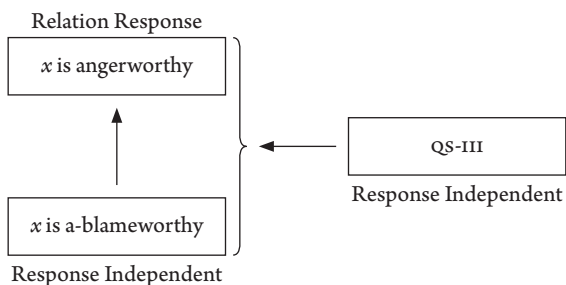 Relation Response
x is angerworthy
QS-III
Response Independent
x is a-blameworthy
Response Independent